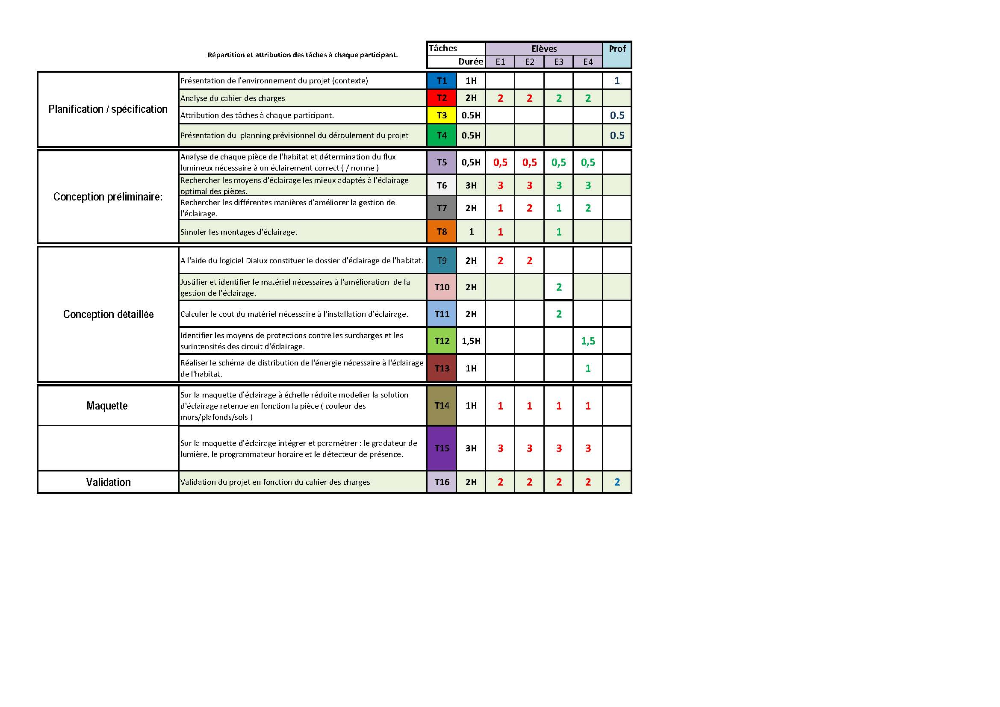 Répartition et attribution des tâches à chaque participant.
Tâches Elèves Prof
Durée E1 E2 E3 E4
Planification / spécification
Présentation de l'environnement du projet (contexte) T1 1H 1
Analyse du cahier des charges T2 2H 2 2 2 2
Attribution des tâches à chaque participant. T3 0.5H 0.5
Présentation du  planning prévisionnel du déroulement du projet T4 0.5H 0.5
Conception préliminaire:
Analyse de chaque pièce de l'habitat et détermination du flux
lumineux nécessaire à un éclairement correct ( / norme ) T5 0,5H 0,5 0,5 0,5 0,5
Rechercher les moyens d'éclairage les mieux adaptés à l'éclairage
optimal des pièces. T6 3H 3 3 3 3
Rechercher les différentes manières d'améliorer la gestion de
l'éclairage. T7 2H 1 2 1 2
Simuler les montages d'éclairage. T8 1 1 1
Conception détaillée
A l'aide du logiciel Dialux constituer le dossier d'éclairage de l'habitat. T9 2H 2 2
Justifier et identifier le matériel nécessaires à l'amélioration  de la
gestion de l'éclairage. T10 2H 2
Calculer le cout du matériel nécessaire à l'installation d'éclairage. T11 2H 2
Identifier les moyens de protections contre les surcharges et les
surintensités des circuit d'éclairage. T12 1,5H 1,5
Réaliser le schéma de distribution de l'énergie nécessaire à l'éclairage
de l'habitat. T13 1H 1
Maquette
Sur la maquette d'éclairage à échelle réduite modelier la solution
d'éclairage retenue en fonction la pièce ( couleur des
murs/plafonds/sols ) T14 1H 1 1 1 1
Sur la maquette d'éclairage intégrer et paramétrer : le gradateur de
lumière, le programmateur horaire et le détecteur de présence. T15 3H 3 3 3 3
Validation
Validation du projet en fonction du cahier des charges T16 2H 2 2 2 2 2